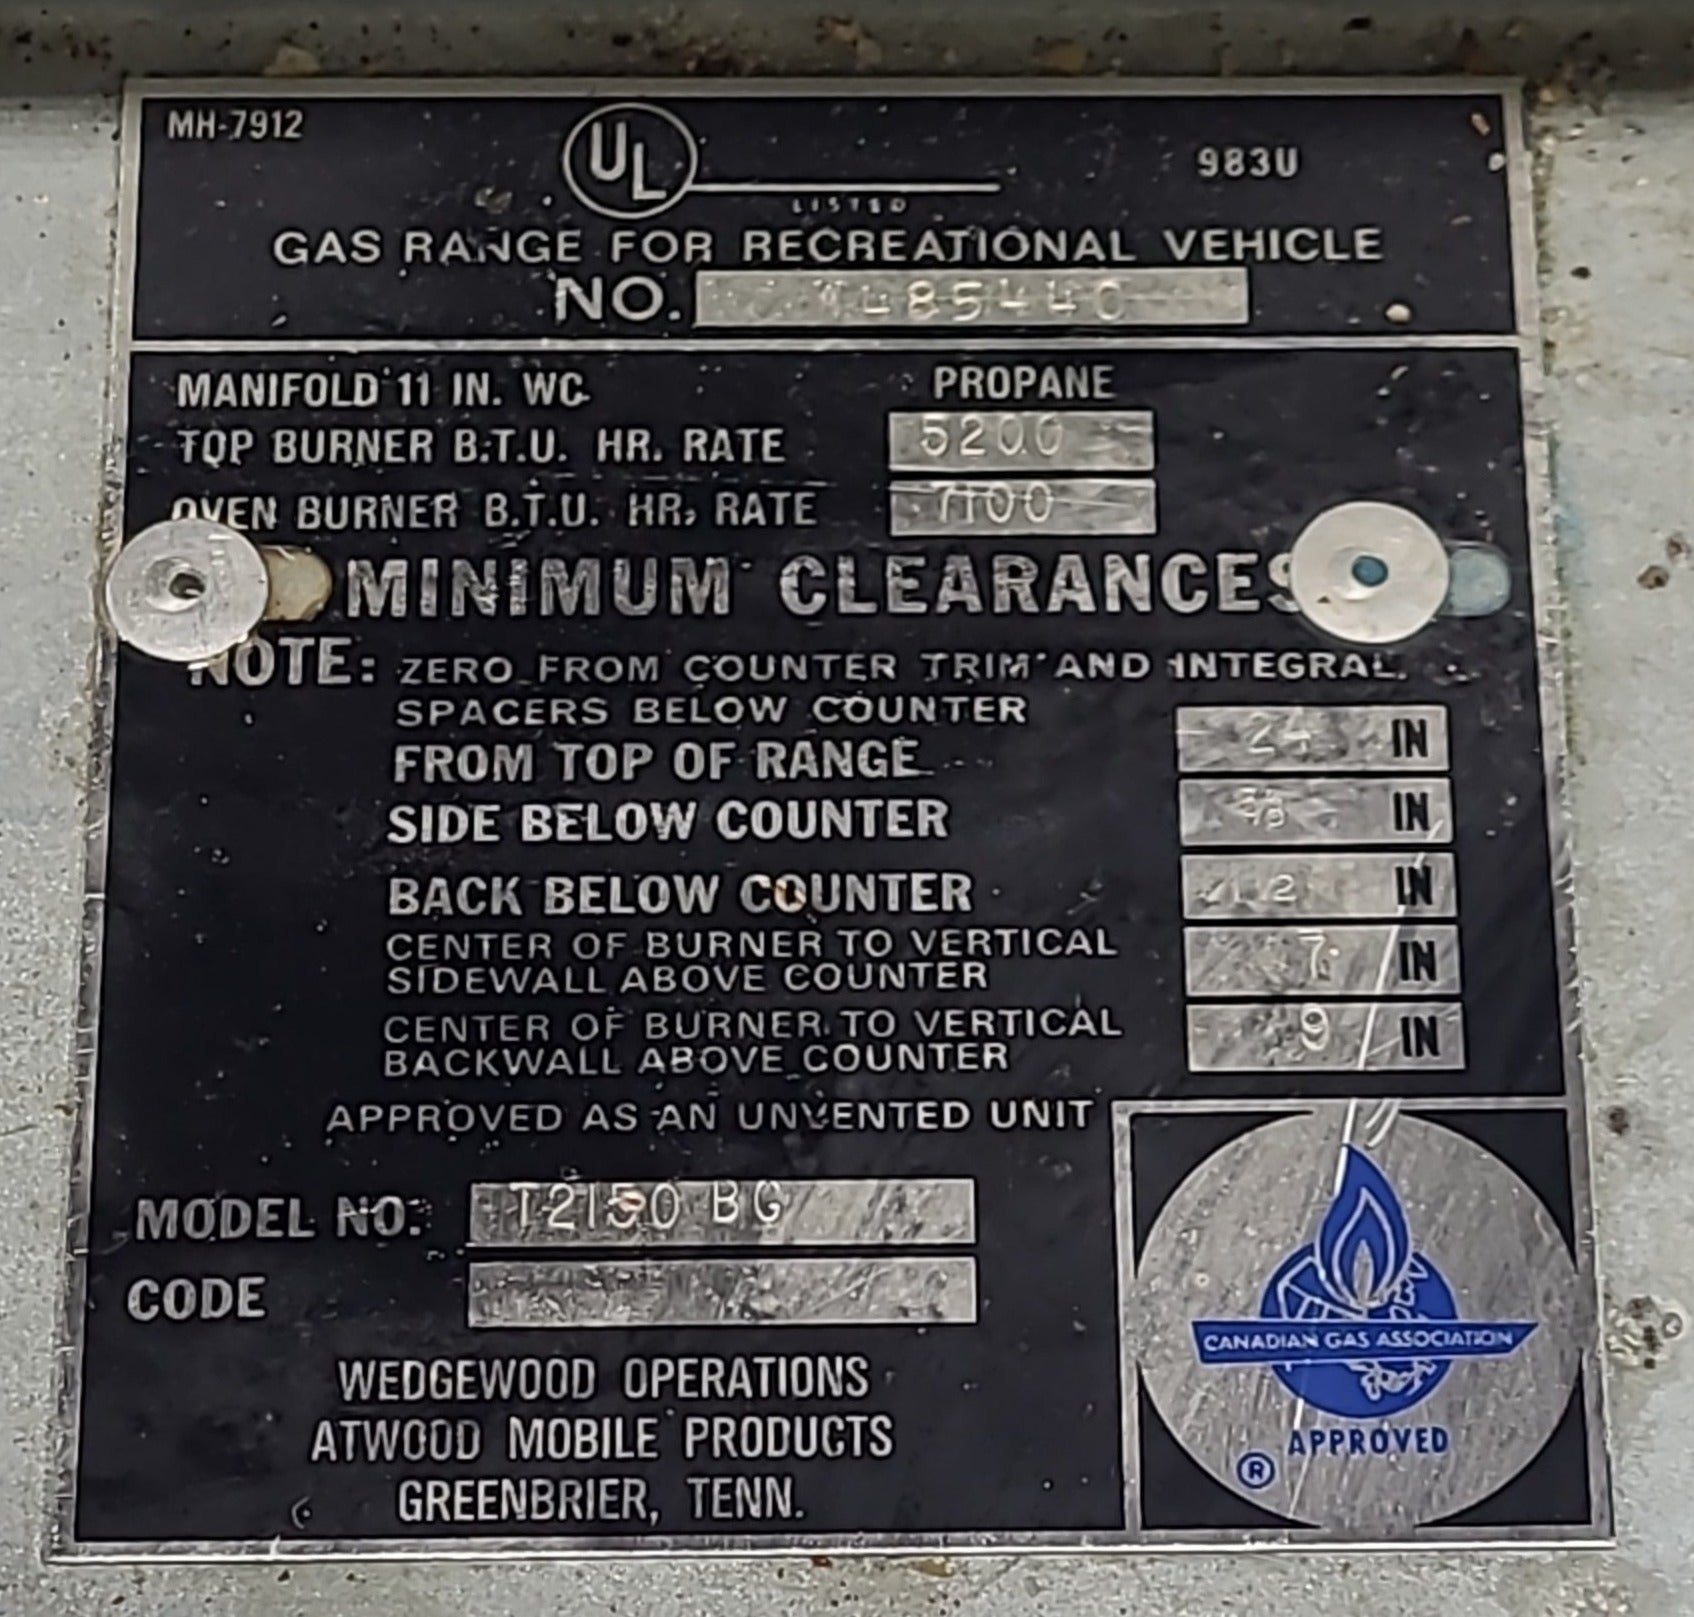 MH-7912
UL
LISTED
983U
GAS RANGE FOR RECREATIONAL VEHICLE
NO.
MANIFOLD 11 IN. WC. PROPANE
TOP BURNER B.T.U. HR. RATE 5200
OVEN BURNER B.T.U. HR. RATE 7100
MINIMUM CLEARANCES
NOTE: ZERO FROM COUNTER TRIM AND INTEGRAL
SPACERS BELOW COUNTER
FROM TOP OF RANGE 24 IN
SIDE BELOW COUNTER IN
BACK BELOW COUNTER IN
CENTER OF BURNER TO VERTICAL
SIDEWALL ABOVE COUNTER 7 IN
CENTER OF BURNER TO VERTICAL
BACKWALL ABOVE COUNTER 9 IN
APPROVED AS AN UNVENTED UNIT
MODEL NO. T2150 BG
CODE
WEDGEWOOD OPERATIONS
ATWOOD MOBILE PRODUCTS
GREENBRIER, TENN.
CANADIAN GAS ASSOCIATION
® APPROVED